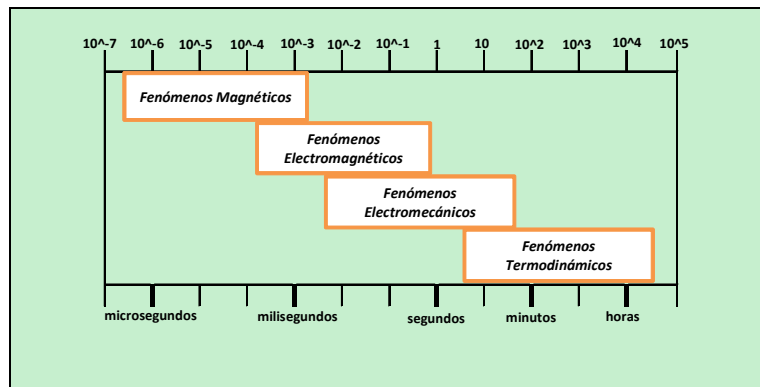 10^-7 10^-6 10^-5 10^-4 10^-3 10^-2 10^-1 1 10 10^2 10^3 10^4 10^5
Fenómenos Magnéticos
Fenómenos
Electromagnéticos
Fenómenos
Electromecánicos
Fenómenos
Termodinámicos
microsegundos milisegundos segundos minutos horas